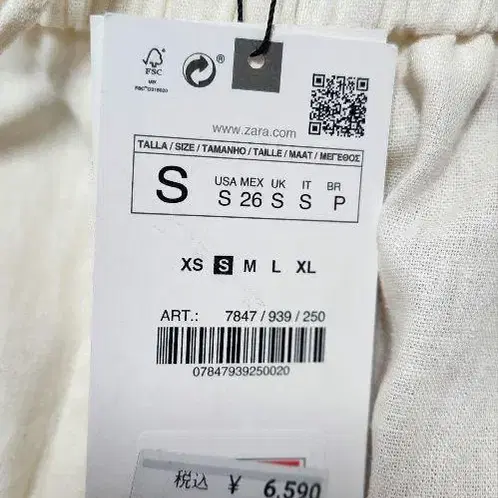 FSC
www.zara.com
TALLA / SIZE / TAMANHO / TAILLE / MAAT / ΜΕΓΕΘΟΣ
S
USA MEX UK IT BR
S 26 S S P
XS S M L XL
ART.: 7847 / 939 / 250
07847939250020
税込 ¥ 6,590